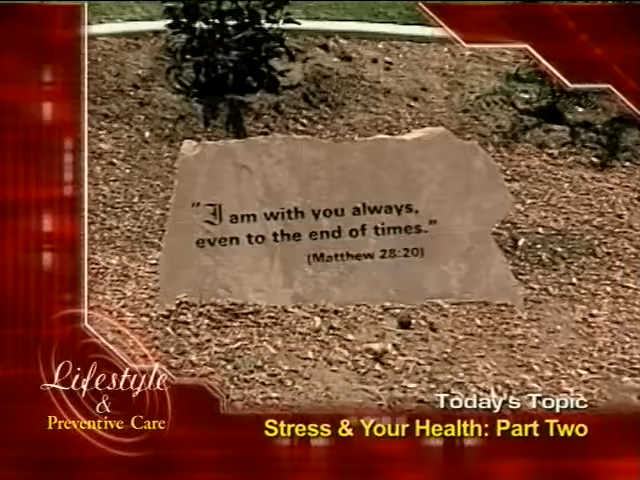 "I am with you always,
even to the end of times."
(Matthew 28:20)
Lifestyle
&
Preventive Care
Today's Topic
Stress & Your Health: Part Two